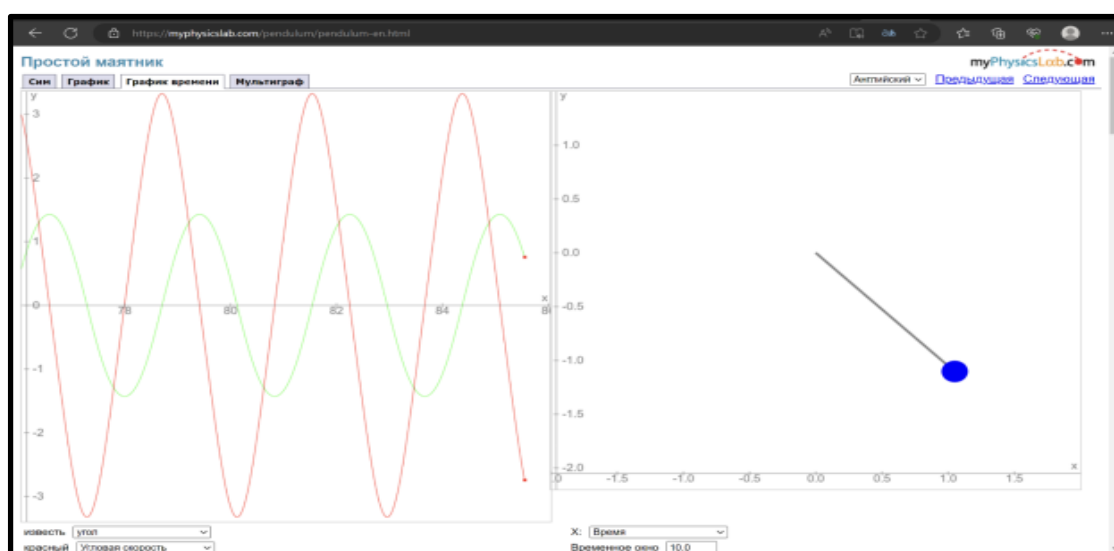 https://myphysicslab.com/pendulum/pendulum-en.html
Простой маятник
myPhysicsLab.com
Сим График График времени Мультиграф
Английский Предыдущая Следующая
y
3
2
1
0
-1
-2
-3
78 80 82 84
x
y
1.0
0.5
0.0
-0.5
-1.0
-1.5
-2.0
-1.5 -1.0 -0.5 0.0 0.5 1.0 1.5
x
известь угол
X: Время
красный Угловая скорость
Временное окно 10.0